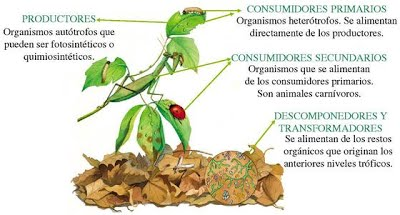 PRODUCTORES
Organismos autótrofos que
pueden ser fotosintéticos o
quimiosintéticos.
CONSUMIDORES PRIMARIOS
Organismos heterótrofos. Se alimentan
directamente de los productores.
CONSUMIDORES SECUNDARIOS
Organismos que se alimentan
de los consumidores primarios.
Son animales carnívoros.
DESCOMPONEDORES Y
TRANSFORMADORES
Se alimentan de los restos
orgánicos que originan los
anteriores niveles tróficos.